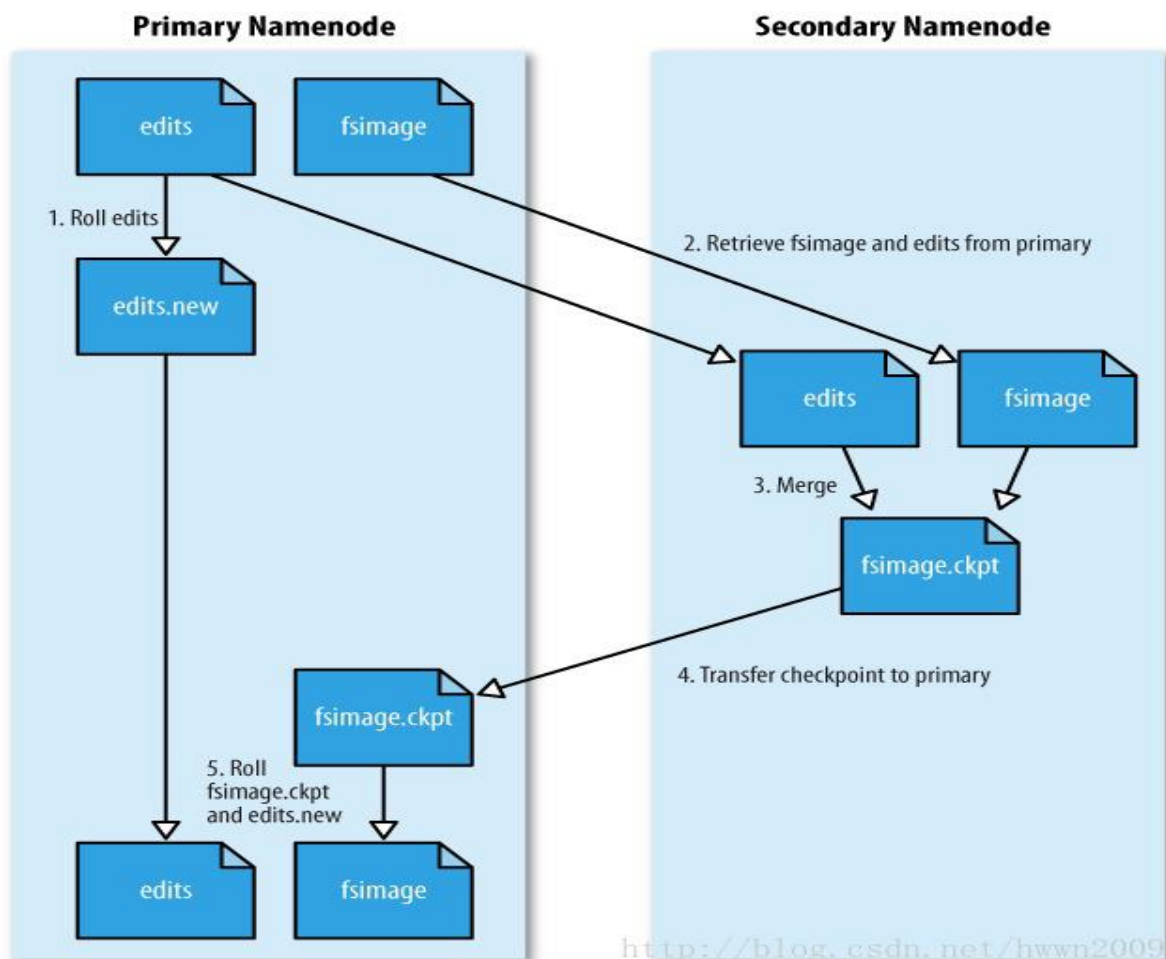 Primary Namenode
Secondary Namenode
edits
fsimage
1. Roll edits
2. Retrieve fsimage and edits from primary
edits.new
edits
fsimage
3. Merge
fsimage.ckpt
4. Transfer checkpoint to primary
fsimage.ckpt
5. Roll
fsimage.ckpt
and edits.new
edits
fsimage
http://blog.csdn.net/hwwn2009